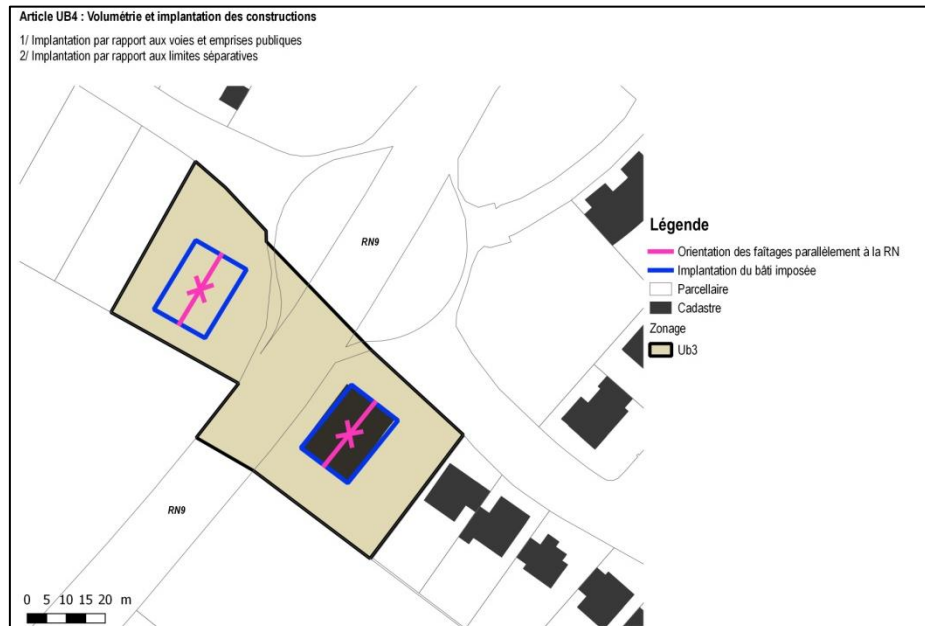 Article UB4 : Volumétrie et implantation des constructions
1/ Implantation par rapport aux voies et emprises publiques
2/ Implantation par rapport aux limites séparatives
RN9
Légende
Orientation des faîtages parallèlement à la RN
Implantation du bâti imposée
Parcellaire
Cadastre
Zonage
Ub3
RN9
0 5 10 15 20 m